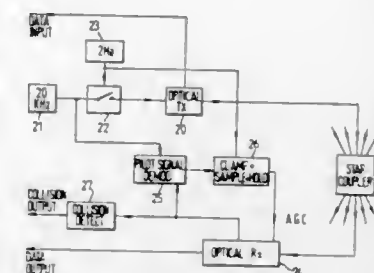 DATA
INPUT
23
2Hz
20
KHz
21
22
OPTICAL
TX
20
26
PILOT SIGNAL
DEMOD
25
CLAMP +
SAMPLE+HOLD
STAR
COUPLER
27
COLLISION
OUTPUT
COLLISION
DETECT
AGC
OPTICAL Rx
DATA
OUTPUT